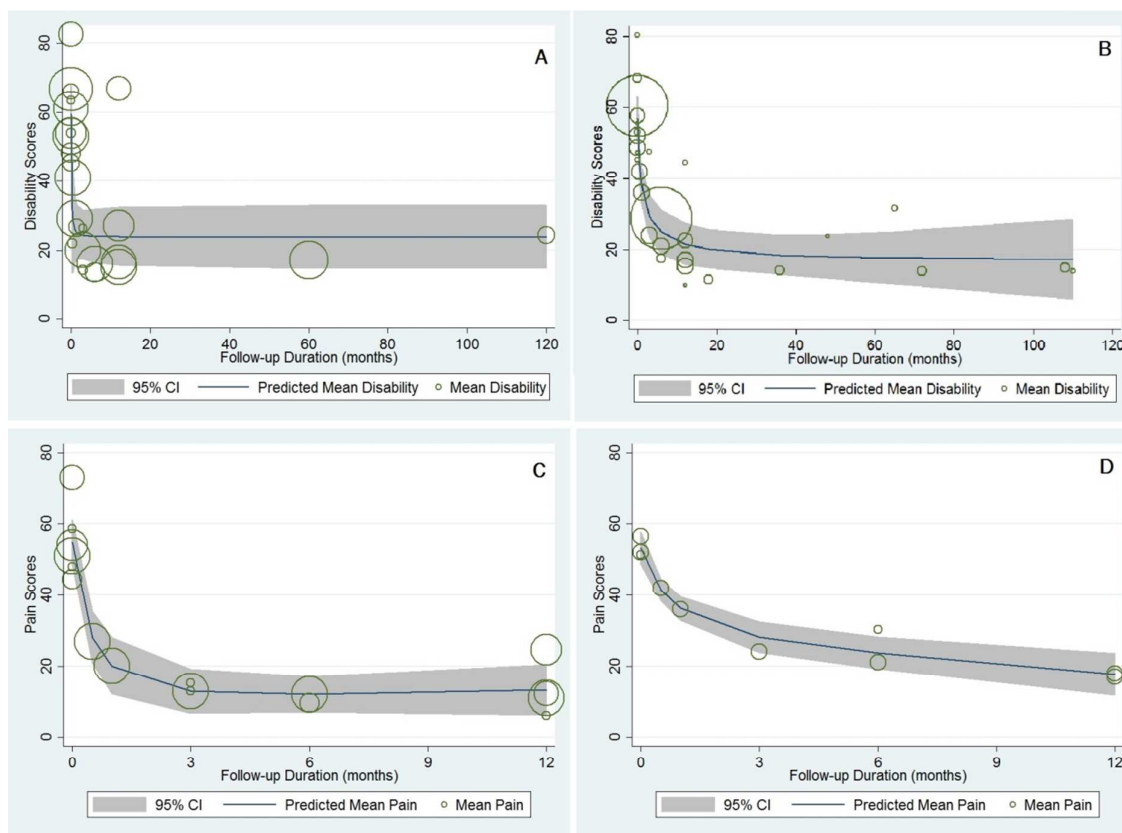 A
80
60
40
20
0
Disability Scores
0 20 40 60 80 100 120
Follow-up Duration (months)
95% CI Predicted Mean Disability Mean Disability
B
80
60
40
20
0
Disability Scores
0 20 40 60 80 100 120
Follow-up Duration (months)
95% CI Predicted Mean Disability Mean Disability
C
80
60
40
20
0
Pain Scores
0 3 6 9 12
Follow-up Duration (months)
95% CI Predicted Mean Pain Mean Pain
D
80
60
40
20
0
Pain Scores
0 3 6 9 12
Follow-up Duration (months)
95% CI Predicted Mean Pain Mean Pain